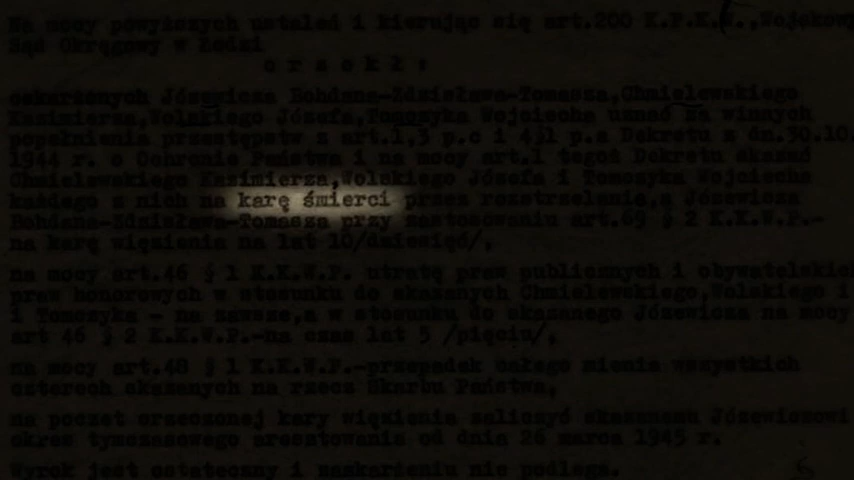 Na mocy powyższych ustaleń i kierując się art.200 K.P.K.W.,Wojskowy
Sąd Okręgowy w Łodzi
o r z e k ł :
oskarżonych Józewicza Bohdana-Zdzisława-Tomasza,Chmielewskiego
Kazimierza,Wolskiego Józefa,Tomczyka Wojciecha uznać za winnych
popełnienia przestępstw z art.1,3 p.c i 4§1 p.a Dekretu z dn.30.10.
1944 r. o Ochronie Państwa i na mocy art.1 tegoż Dekretu skazać
Chmielewskiego Kazimierza,Wolskiego Józefa i Tomczyka Wojciecha
każdego z nich na karę śmierci przez rozstrzelanie,a Józewicza
Bohdana-Zdzisława-Tomasza przy zastosowaniu art.69 § 2 K.K.W.P.-
na karę więzienia na lat 10/dziewięć/,
na mocy art.46 § 1 K.K.W.P. utratę praw publicznych i obywatelskich
praw honorowych w stosunku do skazanych Chmielewskiego,Wolskiego i
i Tomczyka - na zawsze,a w stosunku do skazanego Józewicza na mocy
art 46 § 2 K.K.W.P.-na czas lat 5 /pięciu/,
na mocy art.48 § 1 K.K.W.P.-przepadek całego mienia wszystkich
czterech skazanych na rzecz Skarbu Państwa,
na poczet orzeczonej kary więzienia zaliczyć skazanemu Józewiczowi
okres tymczasowego aresztowania od dnia 26 marca 1945 r.
Wyrok jest ostateczny i zaskarżeniu nie podlega.